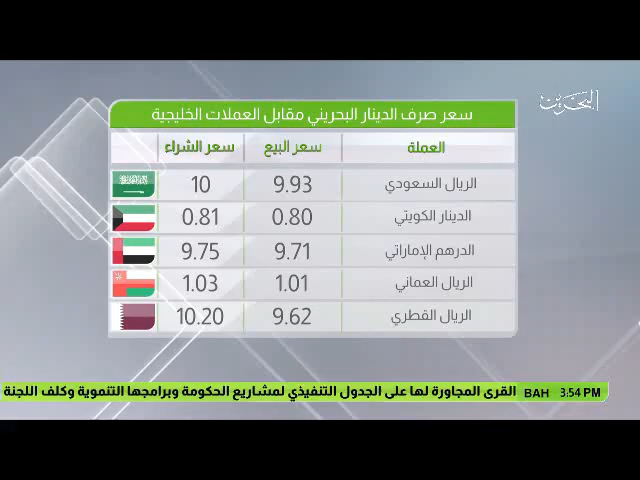 البحرين
سعر صرف الدينار البحريني مقابل العملات الخليجية
العملة سعر البيع سعر الشراء
الريال السعودي 9.93 10
الدينار الكويتي 0.80 0.81
الدرهم الإماراتي 9.71 9.75
الريال العماني 1.01 1.03
الريال القطري 9.62 10.20
3:54 PM BAH القرى المجاورة لها على الجدول التنفيذي لمشاريع الحكومة وبرامجها التنموية وكلف اللجنة